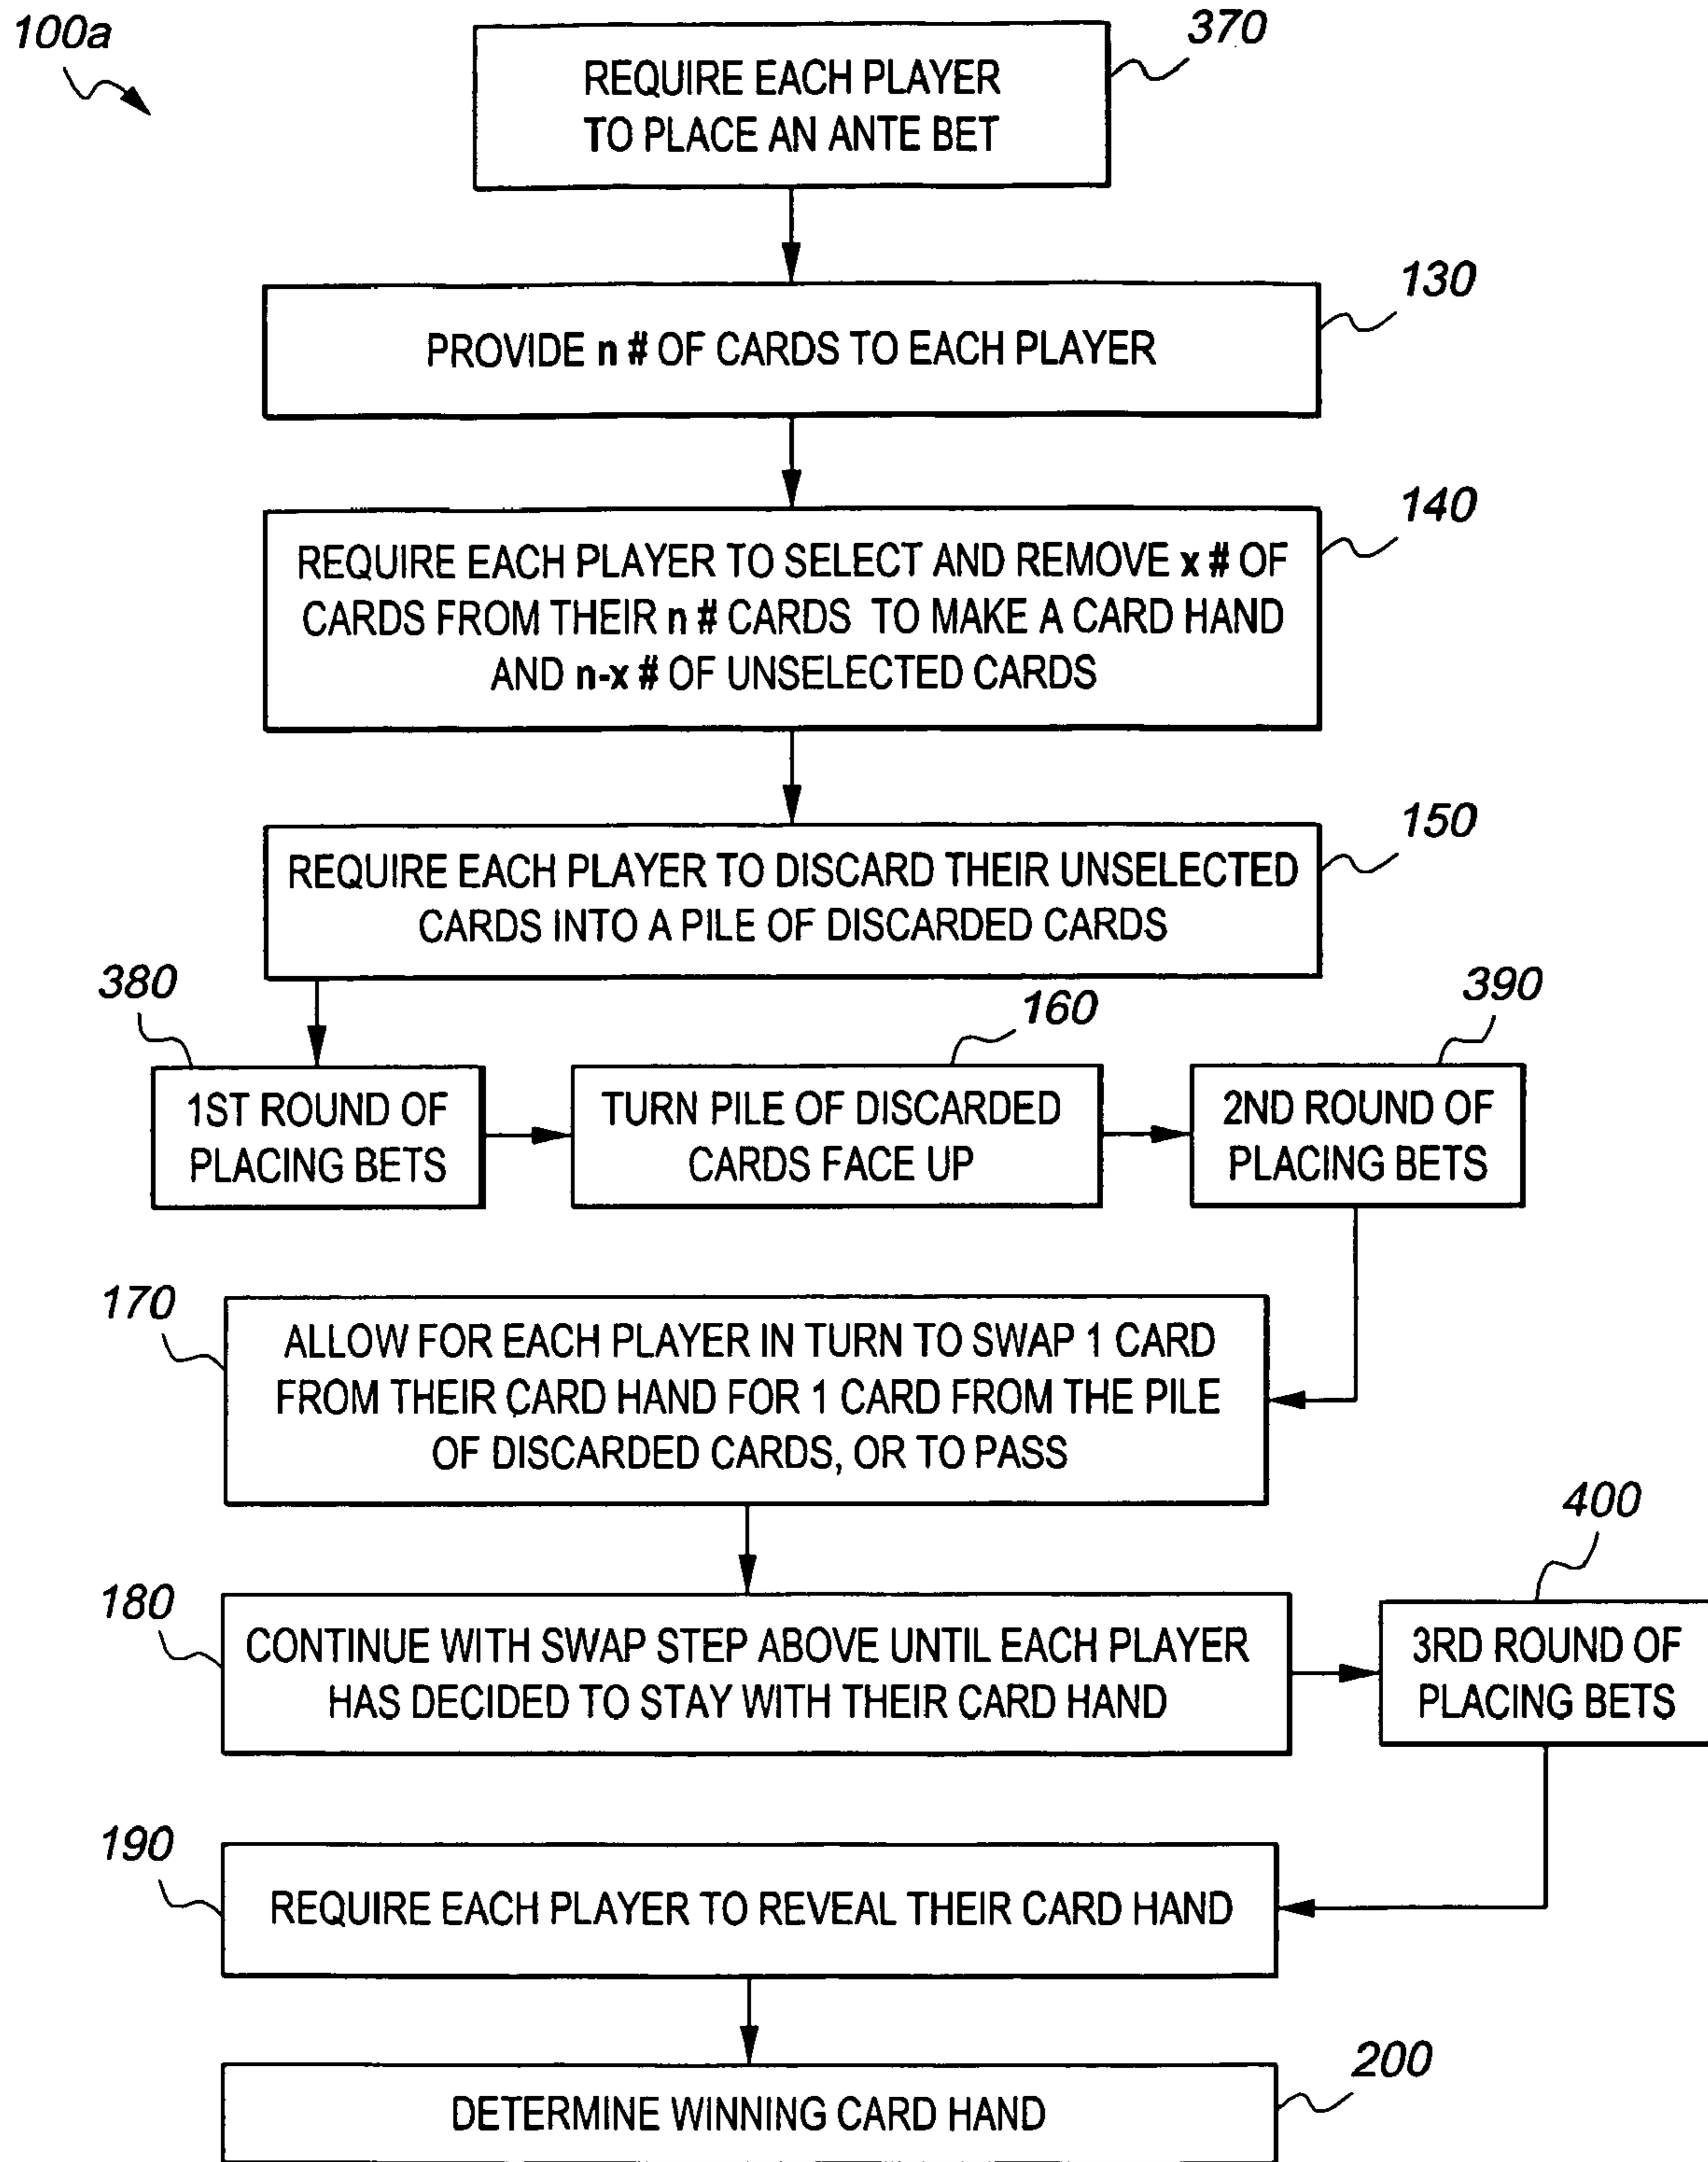 100a
370
REQUIRE EACH PLAYER
TO PLACE AN ANTE BET
130
PROVIDE n # OF CARDS TO EACH PLAYER
140
REQUIRE EACH PLAYER TO SELECT AND REMOVE x # OF
CARDS FROM THEIR n # CARDS TO MAKE A CARD HAND
AND n-x # OF UNSELECTED CARDS
150
REQUIRE EACH PLAYER TO DISCARD THEIR UNSELECTED
CARDS INTO A PILE OF DISCARDED CARDS
380
1ST ROUND OF
PLACING BETS
160
TURN PILE OF DISCARDED
CARDS FACE UP
390
2ND ROUND OF
PLACING BETS
170
ALLOW FOR EACH PLAYER IN TURN TO SWAP 1 CARD
FROM THEIR CARD HAND FOR 1 CARD FROM THE PILE
OF DISCARDED CARDS, OR TO PASS
180
CONTINUE WITH SWAP STEP ABOVE UNTIL EACH PLAYER
HAS DECIDED TO STAY WITH THEIR CARD HAND
400
3RD ROUND OF
PLACING BETS
190
REQUIRE EACH PLAYER TO REVEAL THEIR CARD HAND
200
DETERMINE WINNING CARD HAND